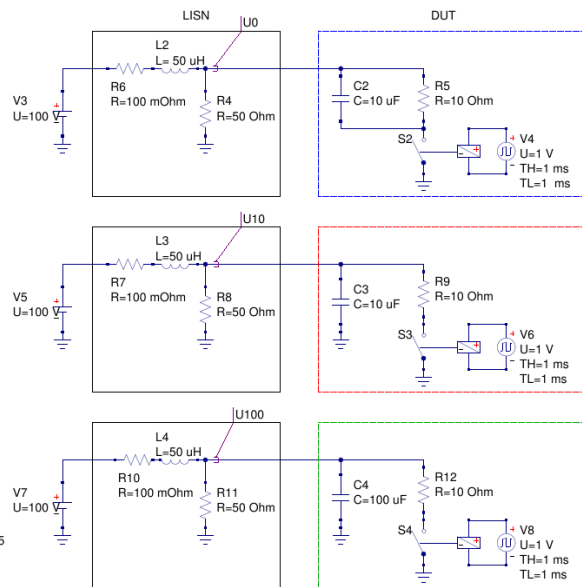 LISN
DUT
U0
L2
L= 50 uH
R6
R=100 mOhm
V3
U=100 V
R4
R=50 Ohm
C2
C=10 uF
R5
R=10 Ohm
S2
V4
U=1 V
TH=1 ms
TL=1 ms
U10
L3
L=50 uH
R7
R=100 mOhm
V5
U=100 V
R8
R=50 Ohm
C3
C=10 uF
R9
R=10 Ohm
S3
V6
U=1 V
TH=1 ms
TL=1 ms
U100
L4
L=50 uH
R10
R=100 mOhm
V7
U=100 V
R11
R=50 Ohm
C4
C=100 uF
R12
R=10 Ohm
S4
V8
U=1 V
TH=1 ms
TL=1 ms
5